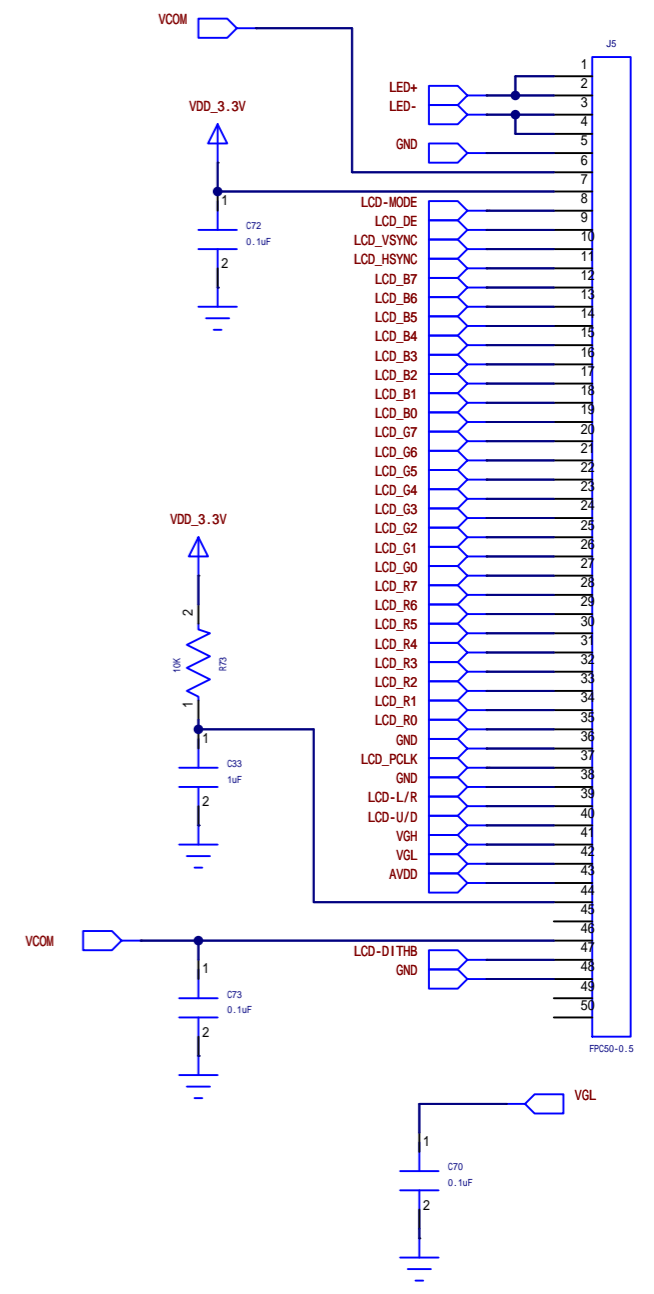 VCOM
J5
LED+
LED-
GND
VDD_3.3V
1
C72
0.1uF
2
LCD-MODE
LCD_DE
LCD_VSYNC
LCD_HSYNC
LCD_B7
LCD_B6
LCD_B5
LCD_B4
LCD_B3
LCD_B2
LCD_B1
LCD_B0
LCD_G7
LCD_G6
LCD_G5
LCD_G4
LCD_G3
LCD_G2
LCD_G1
LCD_G0
LCD_R7
LCD_R6
LCD_R5
LCD_R4
LCD_R3
LCD_R2
LCD_R1
LCD_R0
GND
LCD_PCLK
GND
LCD-L/R
LCD-U/D
VGH
VGL
AVDD
1
2
3
4
5
6
7
8
9
10
11
12
13
14
15
16
17
18
19
20
21
22
23
24
25
26
27
28
29
30
31
32
33
34
35
36
37
38
39
40
41
42
43
44
45
46
47
48
49
50
VDD_3.3V
2
10K
R73
1
1
C33
1uF
2
VCOM
1
C73
0.1uF
2
LCD-DITHB
GND
FPC50-0.5
VGL
1
C70
0.1uF
2